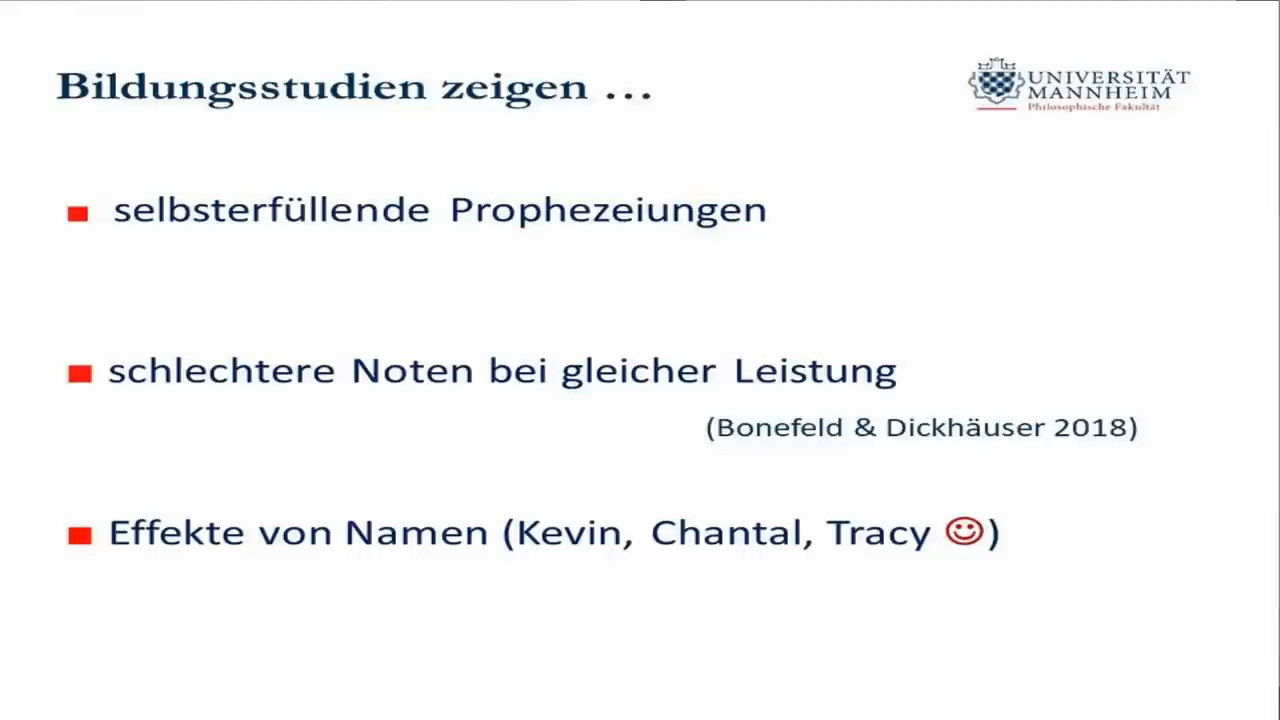 Bildungsstudien zeigen ...
UNIVERSITÄT
MANNHEIM
Philosophische Fakultät
selbsterfüllende Prophezeiungen
schlechtere Noten bei gleicher Leistung
(Bonefeld & Dickhäuser 2018)
Effekte von Namen (Kevin, Chantal, Tracy ☺)